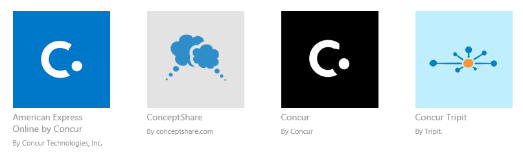 American Express
Online by Concur
By Concur Technologies, Inc.
ConceptShare
By conceptshare.com
Concur
By Concur
Concur Tripit
By Tripit.